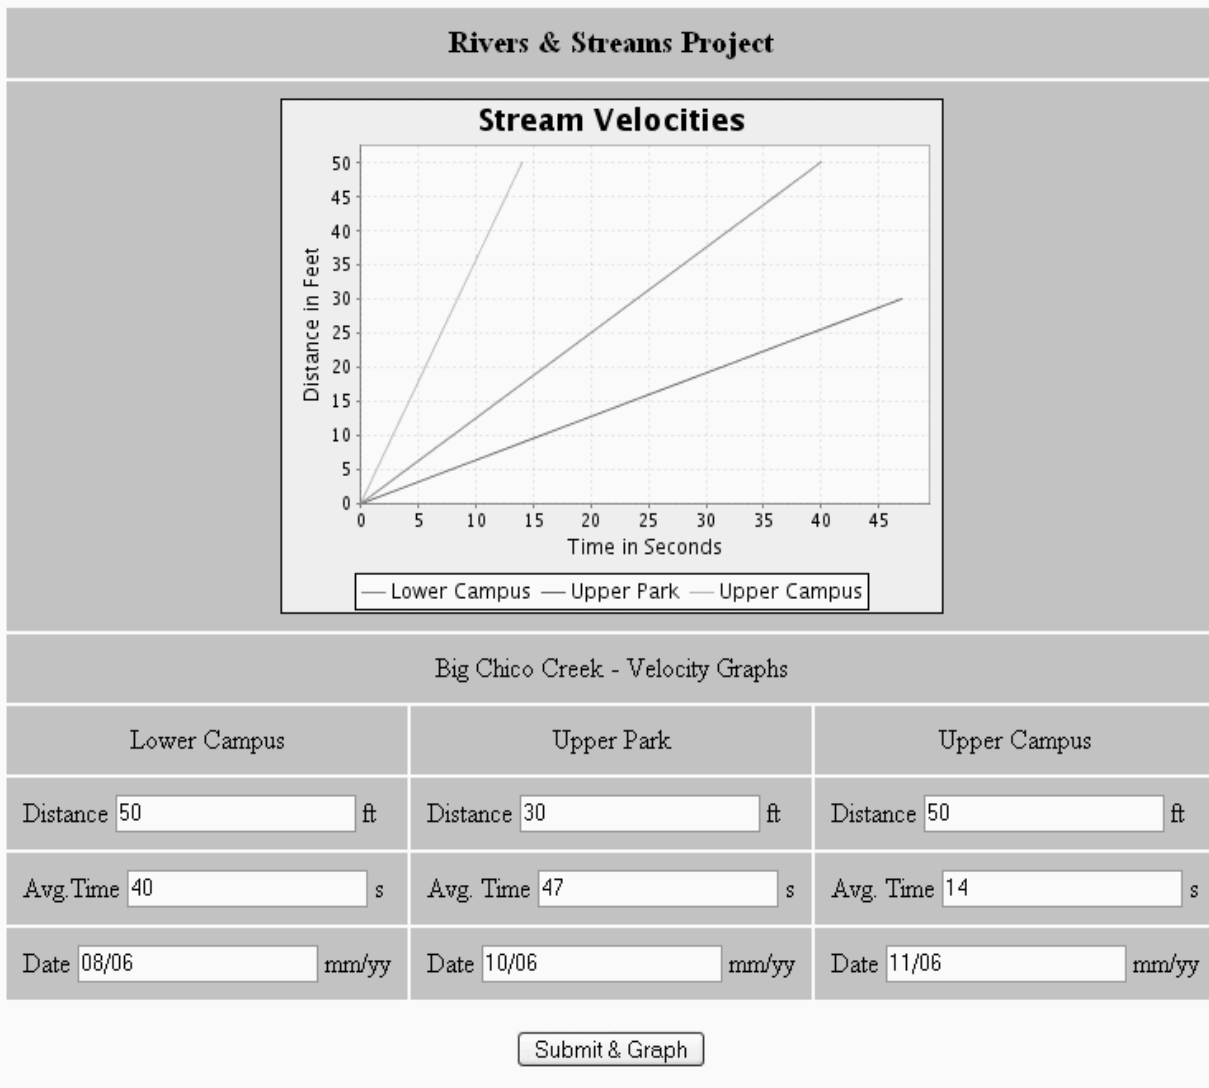 Rivers & Streams Project
Stream Velocities
Distance in Feet
50
45
40
35
30
25
20
15
10
5
0
0 5 10 15 20 25 30 35 40 45
Time in Seconds
Lower Campus Upper Park Upper Campus
Big Chico Creek - Velocity Graphs
Lower Campus Upper Park Upper Campus
Distance 50 ft Distance 30 ft Distance 50 ft
Avg.Time 40 s Avg. Time 47 s Avg. Time 14 s
Date 08/06 mm/yy Date 10/06 mm/yy Date 11/06 mm/yy
Submit & Graph